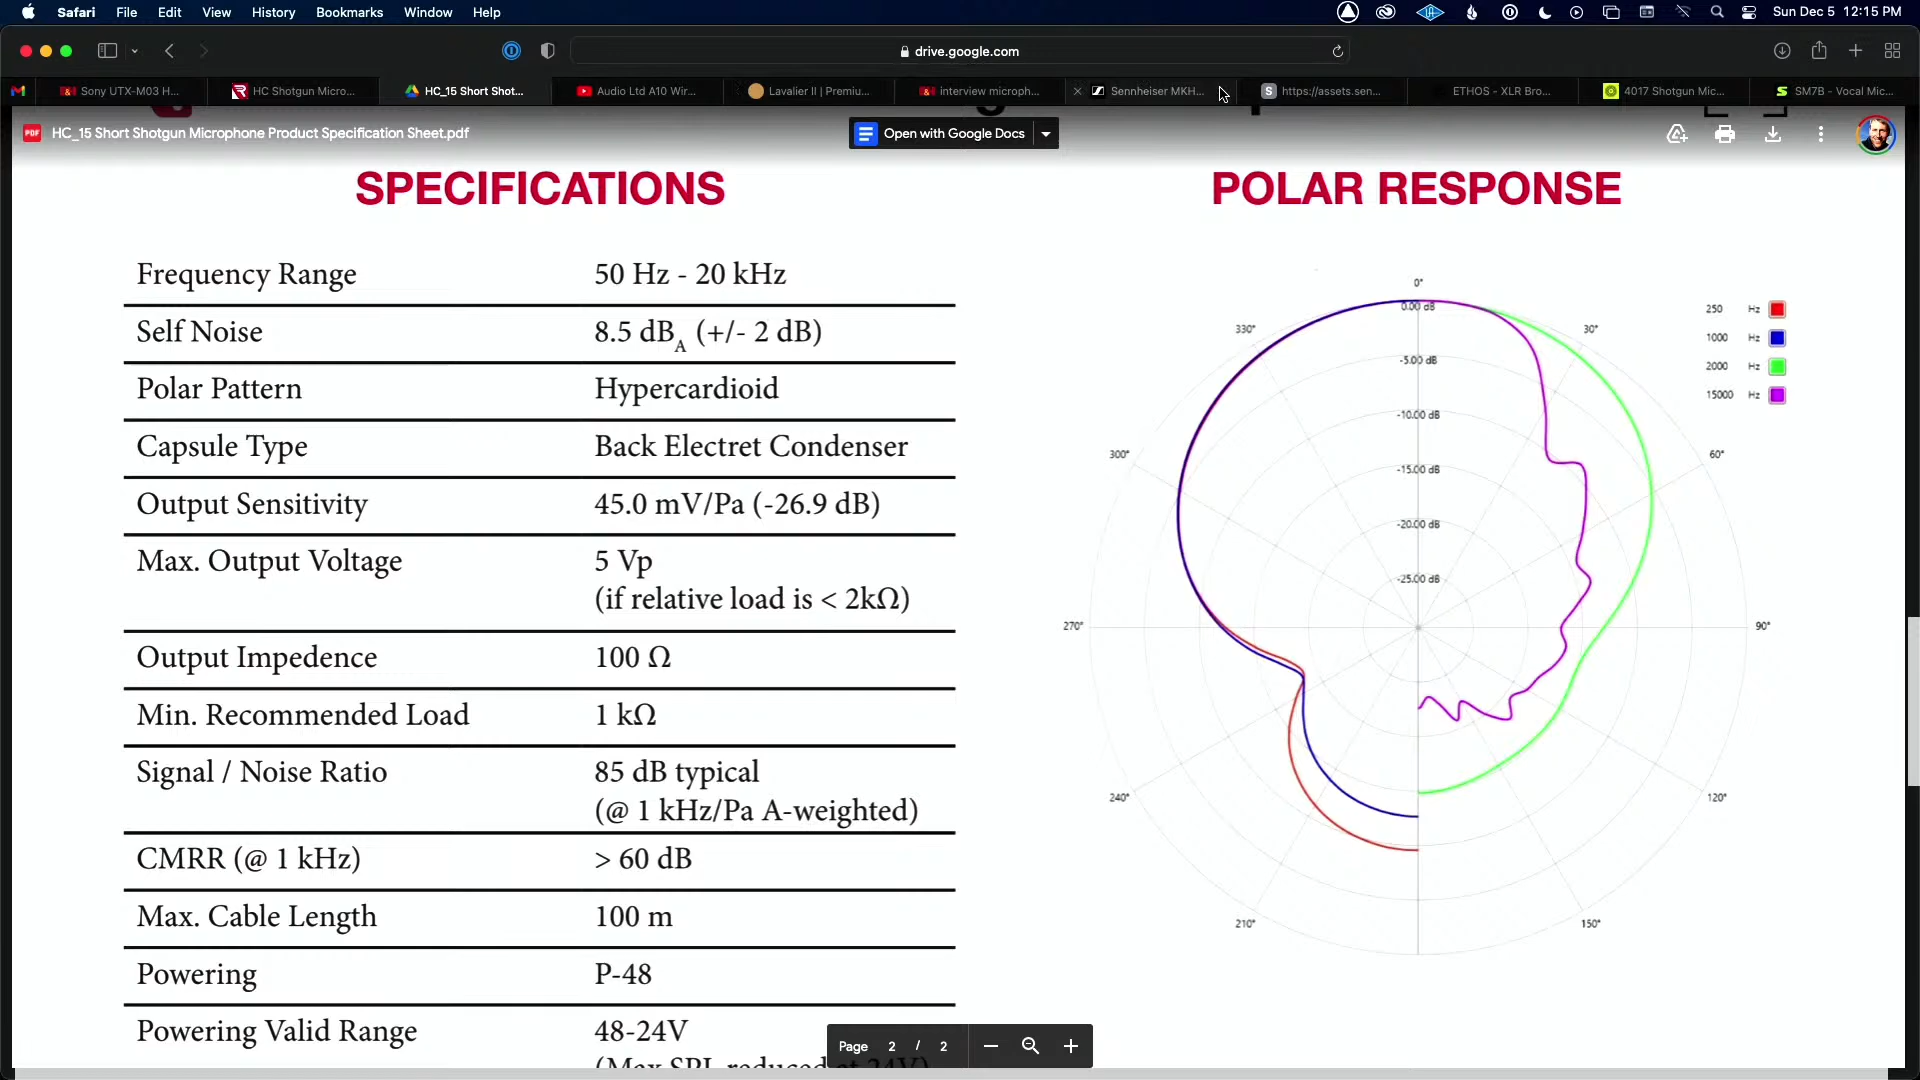 Safari File Edit View History Bookmarks Window Help Sun Dec 5 12:15 PM
drive.google.com
Sony UTX-M03 H... HC Shotgun Micro... HC_15 Short Shot... Audio Ltd A10 Wir... Lavalier II | Premiu... interview microph... Sennheiser MKH... S https://assets.sen... ETHOS - XLR Bro... 4017 Shotgun Mic... SM7B - Vocal Mic...
PDF HC_15 Short Shotgun Microphone Product Specification Sheet.pdf Open with Google Docs
SPECIFICATIONS
Frequency Range 50 Hz - 20 kHz
Self Noise 8.5 dBA (+/- 2 dB)
Polar Pattern Hypercardioid
Capsule Type Back Electret Condenser
Output Sensitivity 45.0 mV/Pa (-26.9 dB)
Max. Output Voltage 5 Vp
(if relative load is < 2kΩ)
Output Impedence 100 Ω
Min. Recommended Load 1 kΩ
Signal / Noise Ratio 85 dB typical
(@ 1 kHz/Pa A-weighted)
CMRR (@ 1 kHz) > 60 dB
Max. Cable Length 100 m
Powering P-48
Powering Valid Range 48-24V
(Max SPL reduced at 24V)
POLAR RESPONSE
0°
0.00 dB
330° 30°
-5.00 dB
-10.00 dB
300° 60°
-15.00 dB
-20.00 dB
-25.00 dB
270° 90°
240° 120°
210° 150°
250 Hz
1000 Hz
2000 Hz
15000 Hz
Page 2 / 2